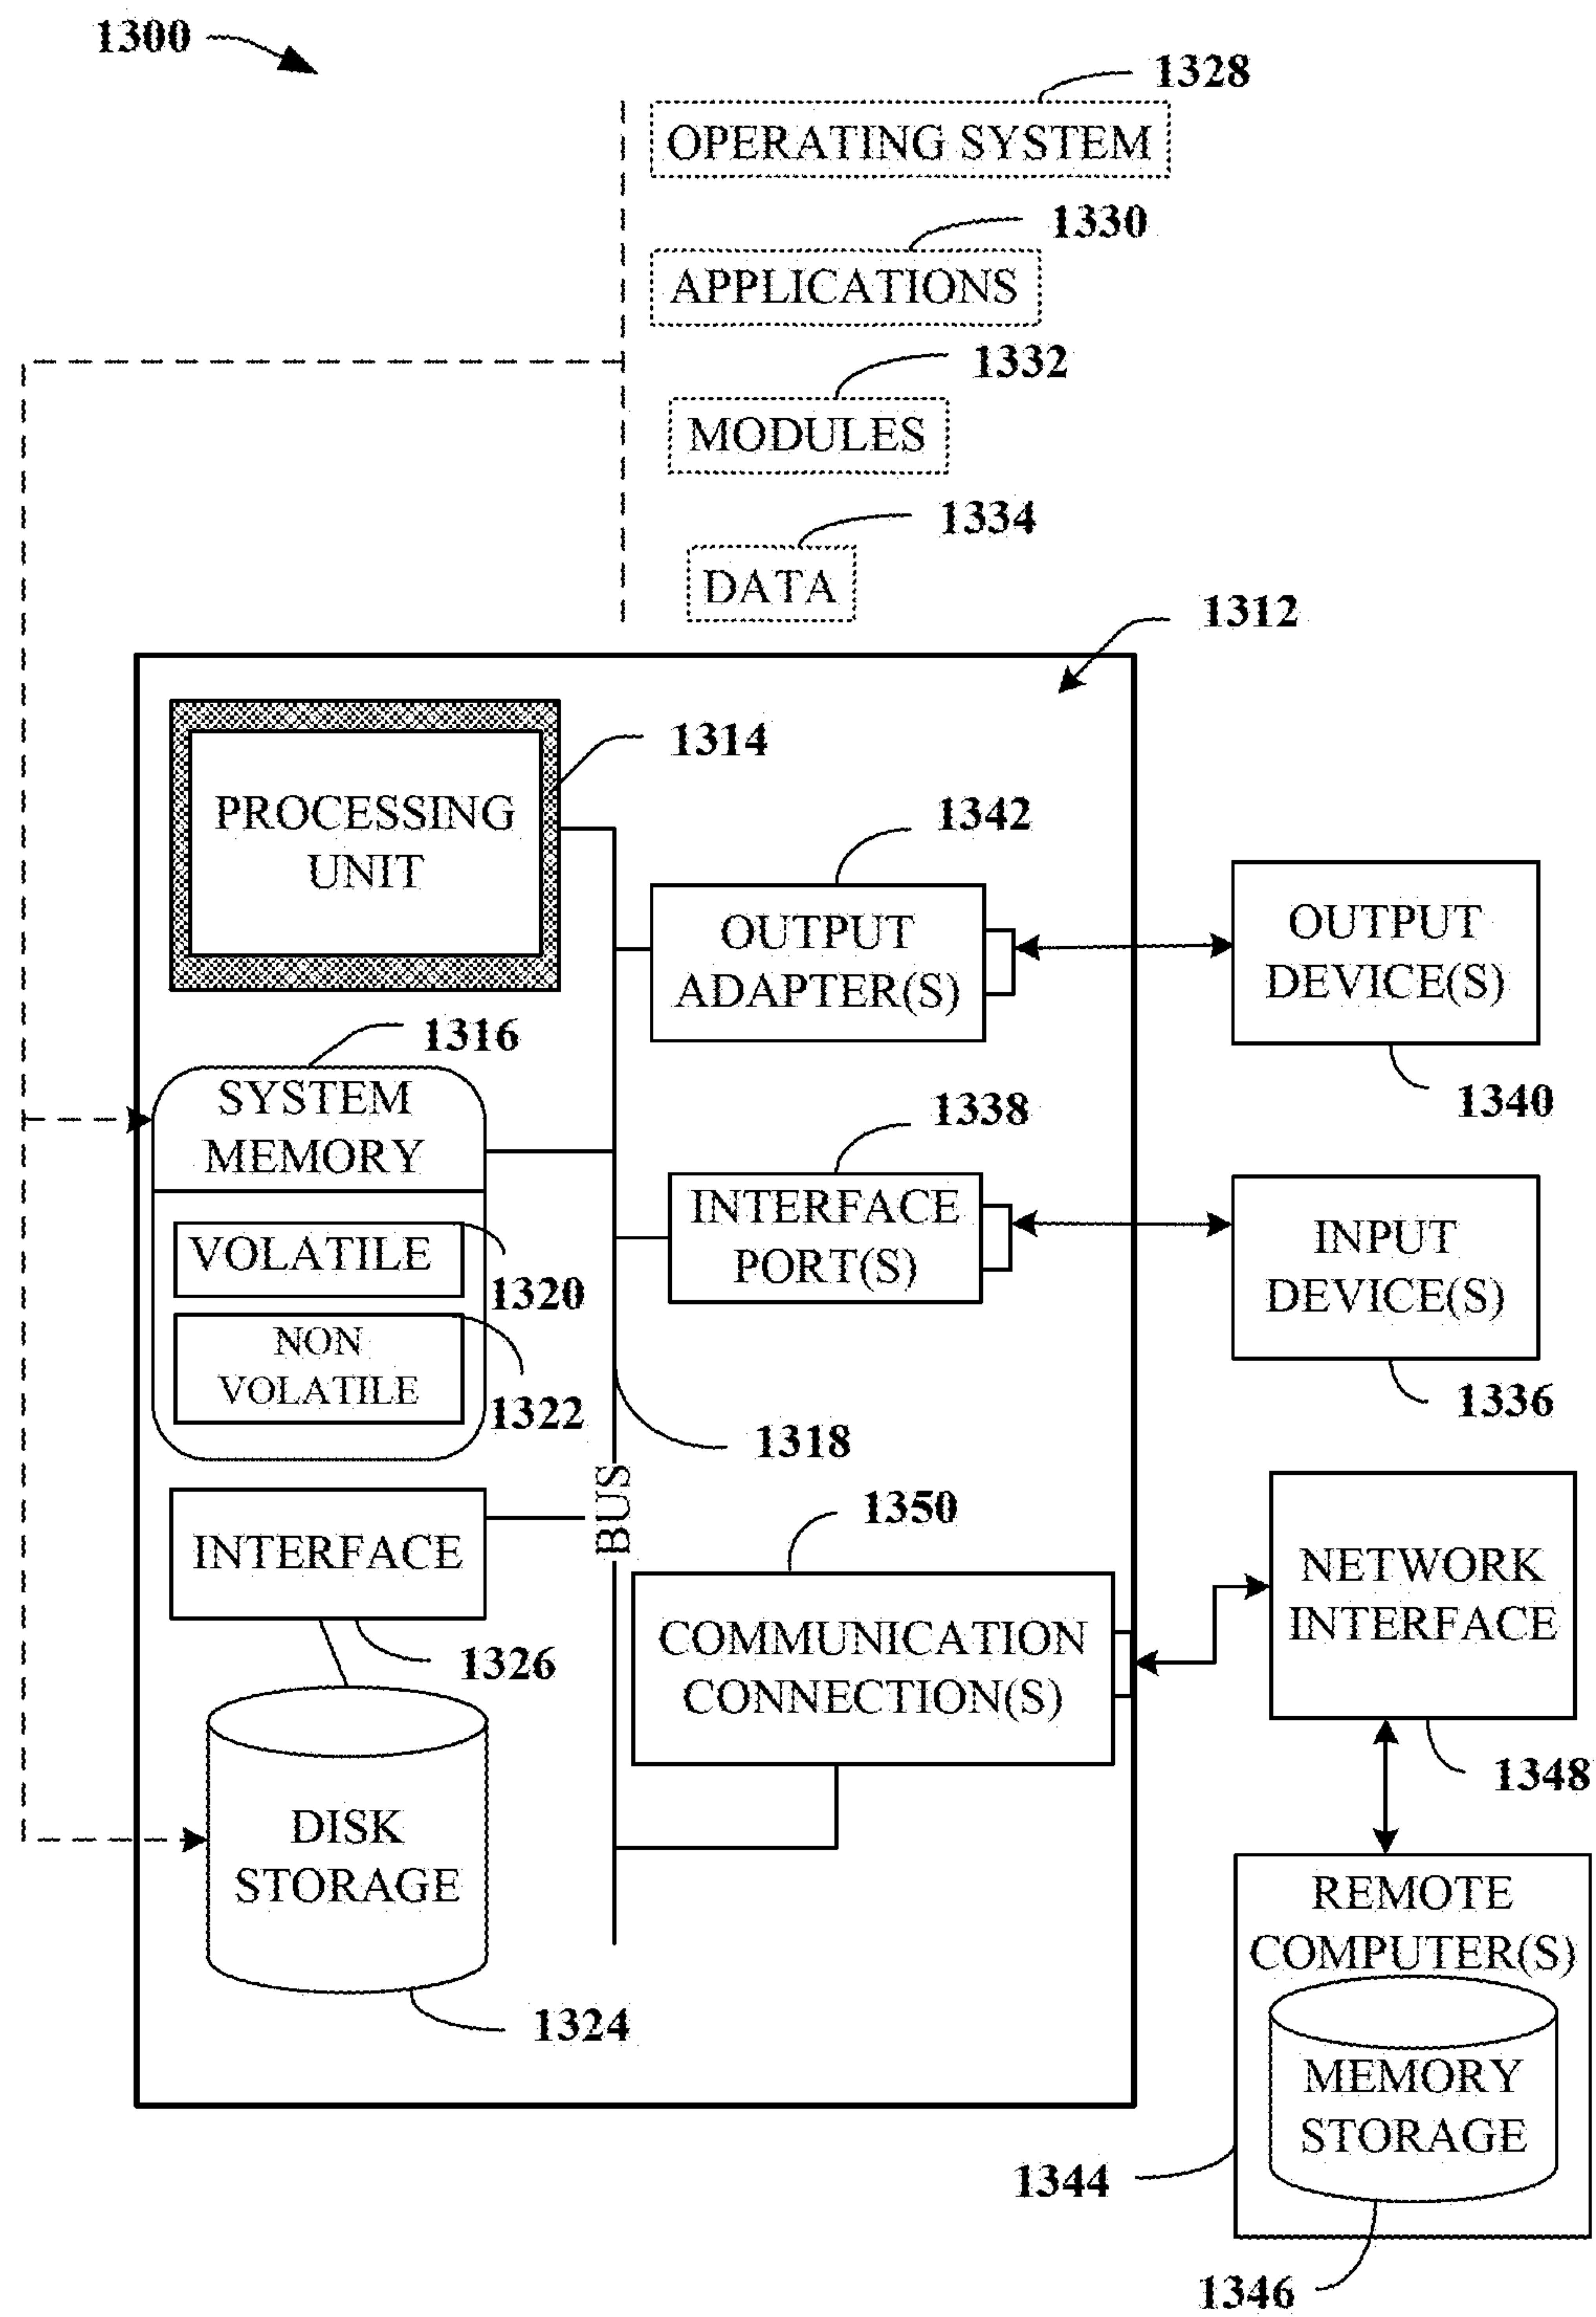 1300
1328
OPERATING SYSTEM
1330
APPLICATIONS
1332
MODULES
1334
DATA
1312
1314
PROCESSING
UNIT
1342
OUTPUT
ADAPTER(S)
OUTPUT
DEVICE(S)
1340
1316
SYSTEM
MEMORY
1338
INTERFACE
PORT(S)
INPUT
DEVICE(S)
1336
VOLATILE
1320
NON
VOLATILE
1322
1318
BUS
INTERFACE
1326
1350
COMMUNICATION
CONNECTION(S)
NETWORK
INTERFACE
1348
DISK
STORAGE
1324
REMOTE
COMPUTER(S)
MEMORY
STORAGE
1344
1346